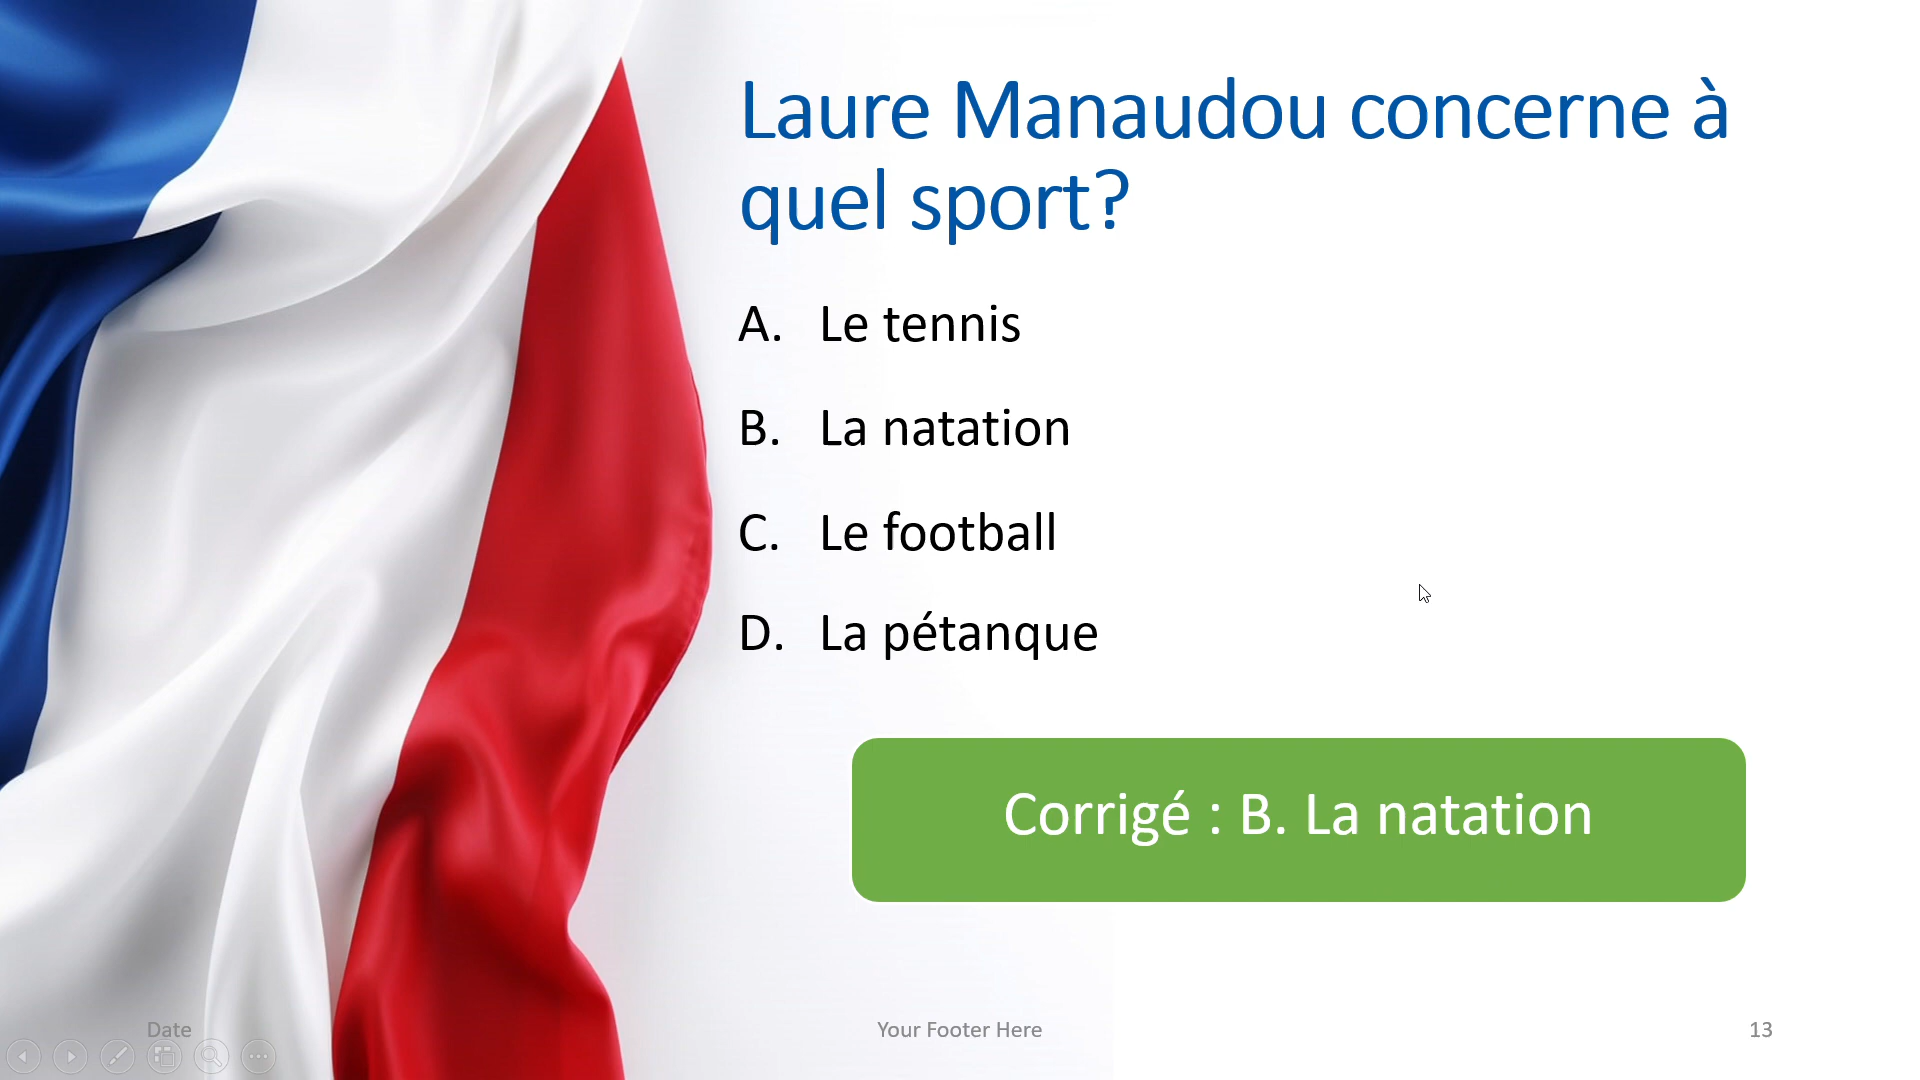 Laure Manaudou concerne à
quel sport?
A. Le tennis
B. La natation
C. Le football
D. La pétanque
Corrigé : B. La natation
Date
Your Footer Here
13